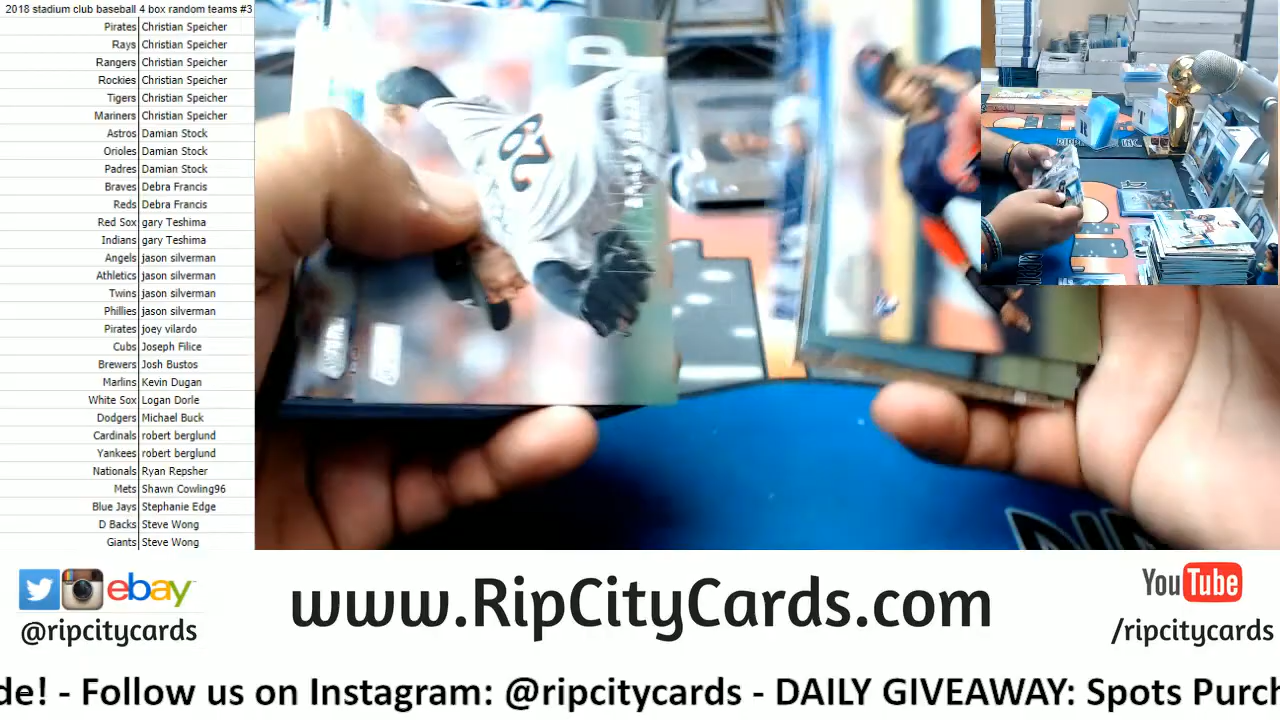 2018 stadium club baseball 4 box random teams #3
Pirates Christian Speicher
Rays Christian Speicher
Rangers Christian Speicher
Rockies Christian Speicher
Tigers Christian Speicher
Mariners Christian Speicher
Astros Damian Stock
Orioles Damian Stock
Padres Damian Stock
Braves Debra Francis
Reds Debra Francis
Red Sox gary Teshima
Indians gary Teshima
Angels jason silverman
Athletics jason silverman
Twins jason silverman
Phillies jason silverman
Pirates joey vilardo
Cubs Joseph Filice
Brewers Josh Bustos
Marlins Kevin Dugan
White Sox Logan Dorle
Dodgers Michael Buck
Cardinals robert berglund
Yankees robert berglund
Nationals Ryan Repsher
Mets Shawn Cowling96
Blue Jays Stephanie Edge
D Backs Steve Wong
Giants Steve Wong
62
ebay
@ripcitycards
www.RipCityCards.com
YouTube
/ripcitycards
de! - Follow us on Instagram: @ripcitycards - DAILY GIVEAWAY: Spots Purch